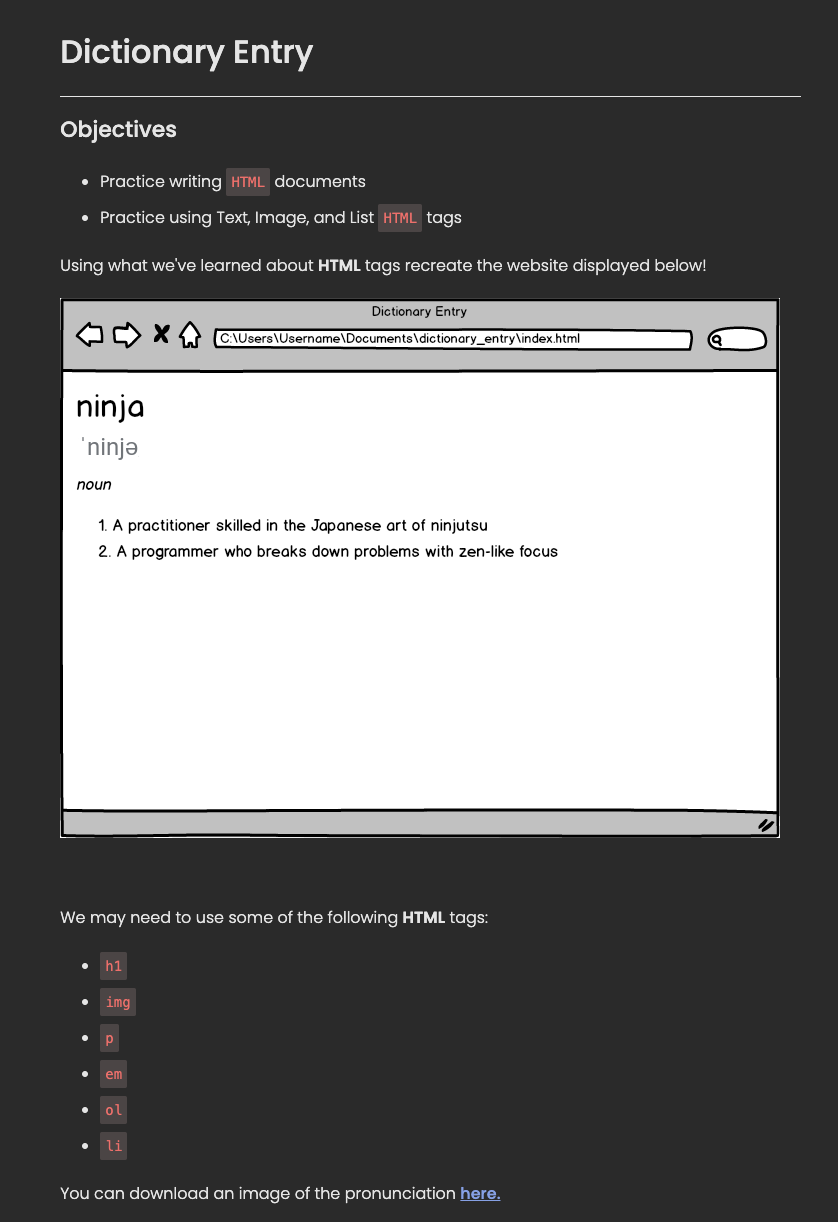 Dictionary Entry
Objectives
Practice writing HTML documents
Practice using Text, Image, and List HTML tags
Using what we've learned about HTML tags recreate the website displayed below!
Dictionary Entry
C:\Users\Username\Documents\dictionary_entry\index.html
ninja
ˈninjə
noun
1. A practitioner skilled in the Japanese art of ninjutsu
2. A programmer who breaks down problems with zen-like focus
We may need to use some of the following HTML tags:
h1
img
p
em
ol
li
You can download an image of the pronunciation here.